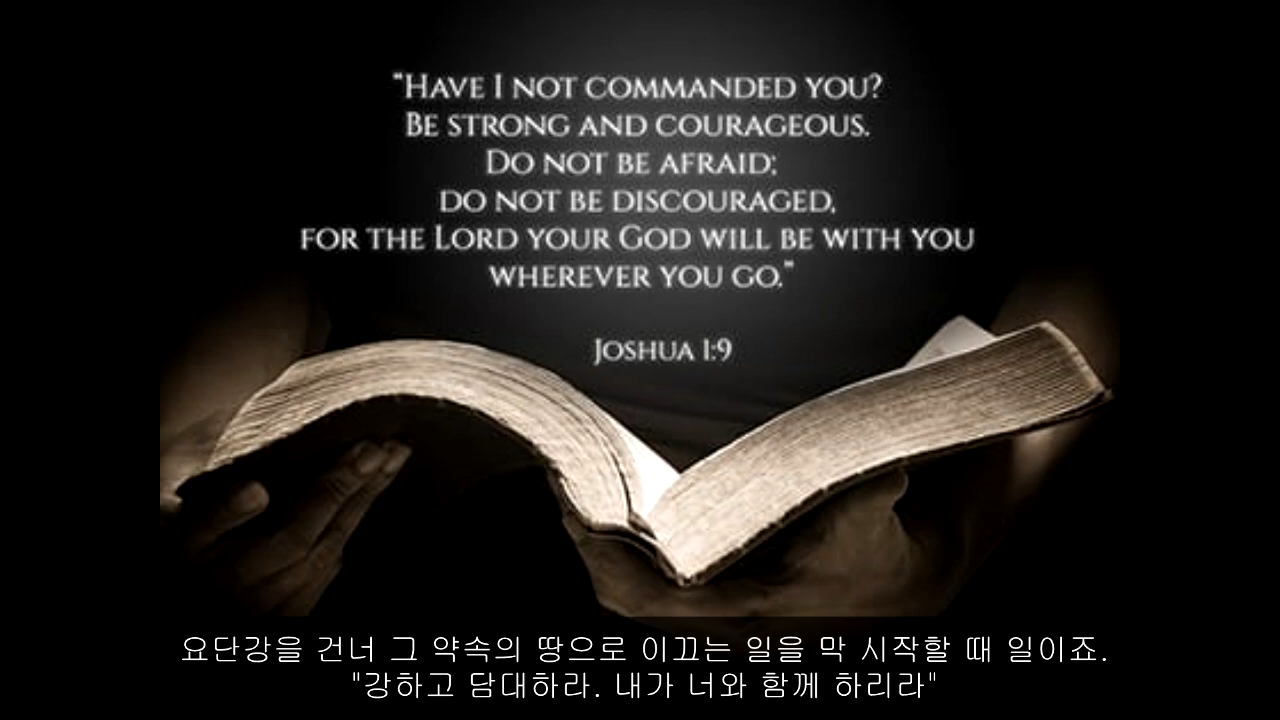 "Have I not commanded you?
Be strong and courageous.
Do not be afraid;
do not be discouraged,
for the Lord your God will be with you
wherever you go."
Joshua 1:9
요단강을 건너 그 약속의 땅으로 이끄는 일을 막 시작할 때 일이죠.
"강하고 담대하라. 내가 너와 함께 하리라"